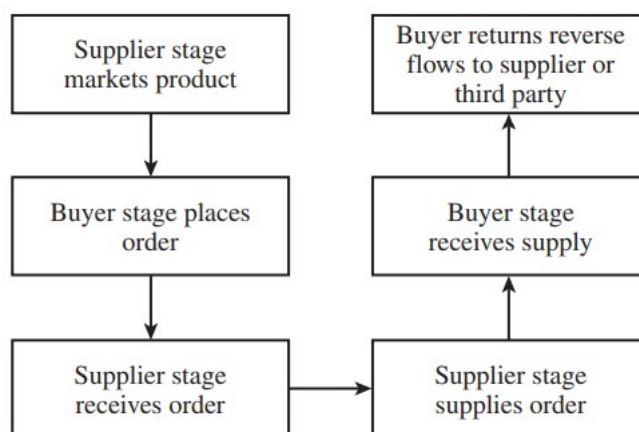 Supplier stage
markets product
Buyer stage places
order
Supplier stage
receives order
Supplier stage
supplies order
Buyer stage
receives supply
Buyer returns reverse
flows to supplier or
third party